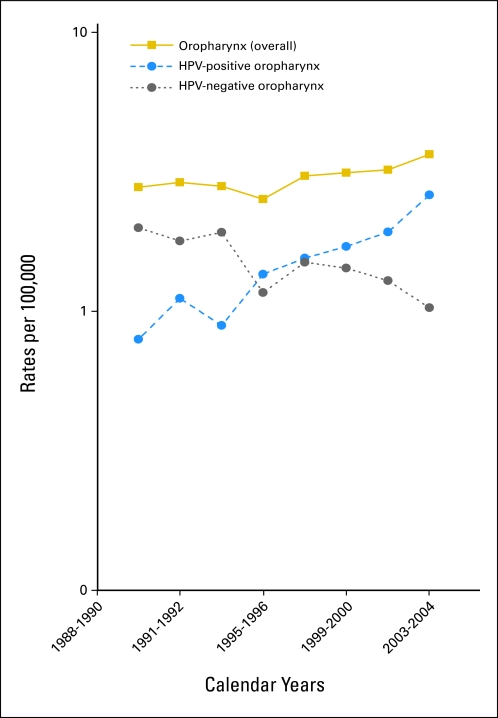 10
Oropharynx (overall)
HPV-positive oropharynx
HPV-negative oropharynx
Rates per 100,000
1
0
1988-1990
1991-1992
1995-1996
1999-2000
2003-2004
Calendar Years